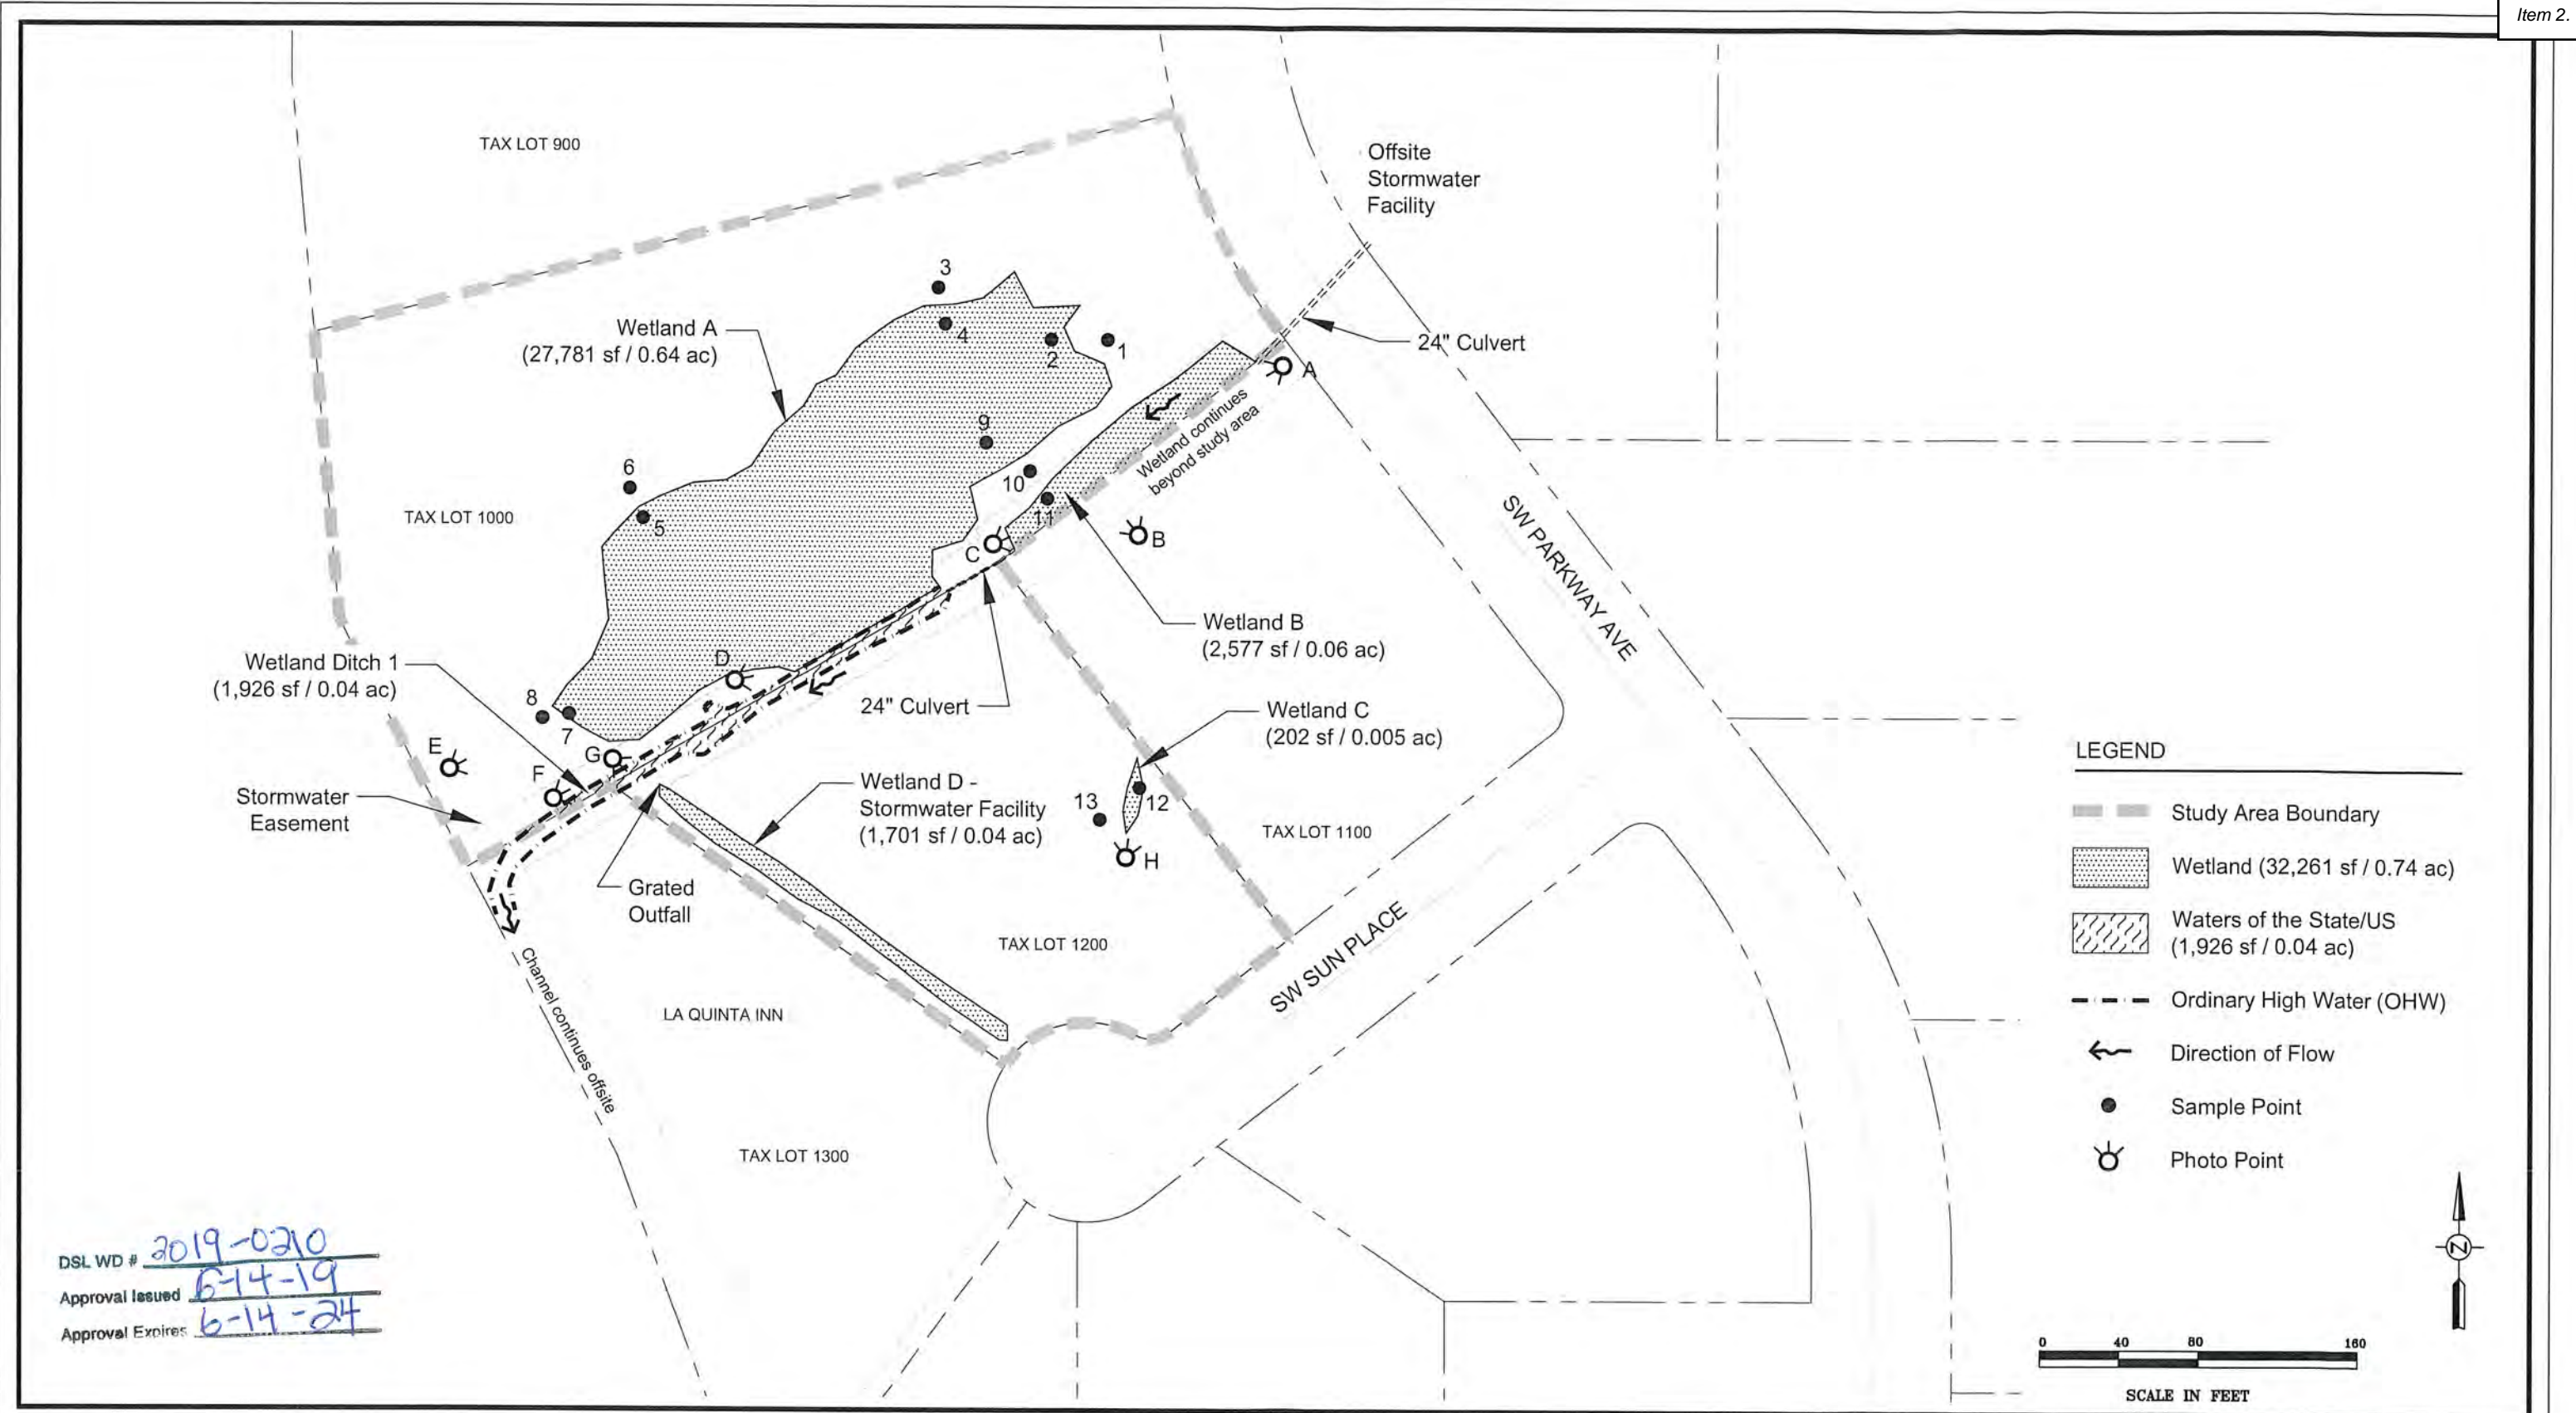 Item 2.
TAX LOT 900
Offsite
Stormwater
Facility
3
Wetland A
(27,781 sf / 0.64 ac)
4
2
1
24" Culvert
A
Wetland continues
beyond study area
9
6
10
TAX LOT 1000
5
11
C
B
SW PARKWAY AVE
Wetland B
(2,577 sf / 0.06 ac)
Wetland Ditch 1
(1,926 sf / 0.04 ac)
D
8
7
24" Culvert
Wetland C
(202 sf / 0.005 ac)
E
G
F
Stormwater
Easement
Wetland D -
Stormwater Facility
(1,701 sf / 0.04 ac)
13
12
TAX LOT 1100
H
Grated
Outfall
TAX LOT 1200
SW SUN PLACE
Channel continues offsite
LA QUINTA INN
TAX LOT 1300
LEGEND
Study Area Boundary
Wetland (32,261 sf / 0.74 ac)
Waters of the State/US
(1,926 sf / 0.04 ac)
Ordinary High Water (OHW)
Direction of Flow
Sample Point
Photo Point
N
DSL WD # 2019-0210
Approval Issued 6-14-19
Approval Expires 6-14-24
0 40 80 160
SCALE IN FEET